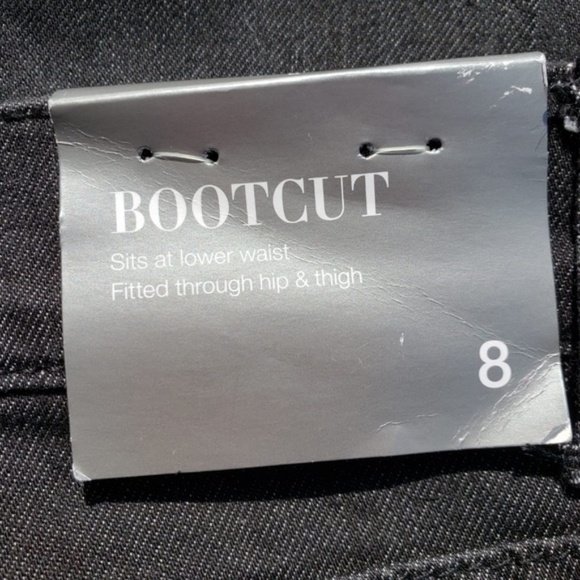 BOOTCUT
Sits at lower waist
Fitted through hip & thigh
8